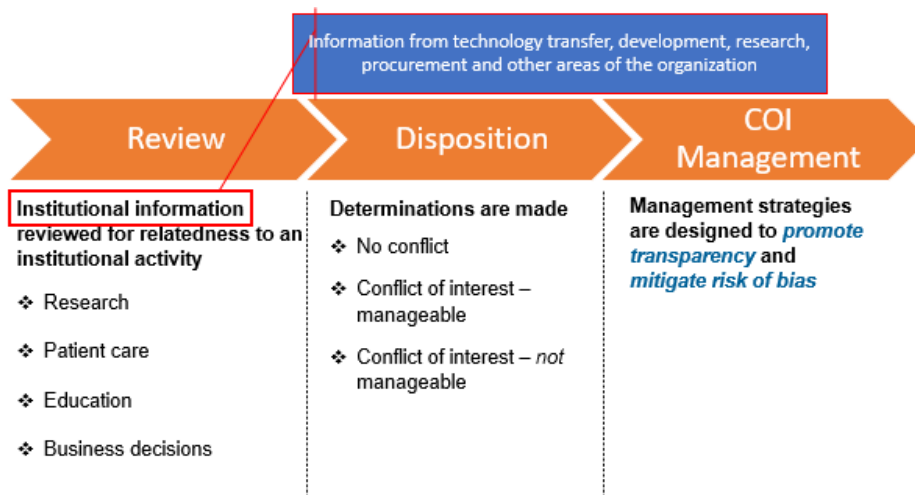 Information from technology transfer, development, research,
procurement and other areas of the organization
Review
Disposition
COI
Management
Institutional information
reviewed for relatedness to an
institutional activity
❖ Research
❖ Patient care
❖ Education
❖ Business decisions
Determinations are made
❖ No conflict
❖ Conflict of interest –
manageable
❖ Conflict of interest – not
manageable
Management strategies
are designed to promote
transparency and
mitigate risk of bias